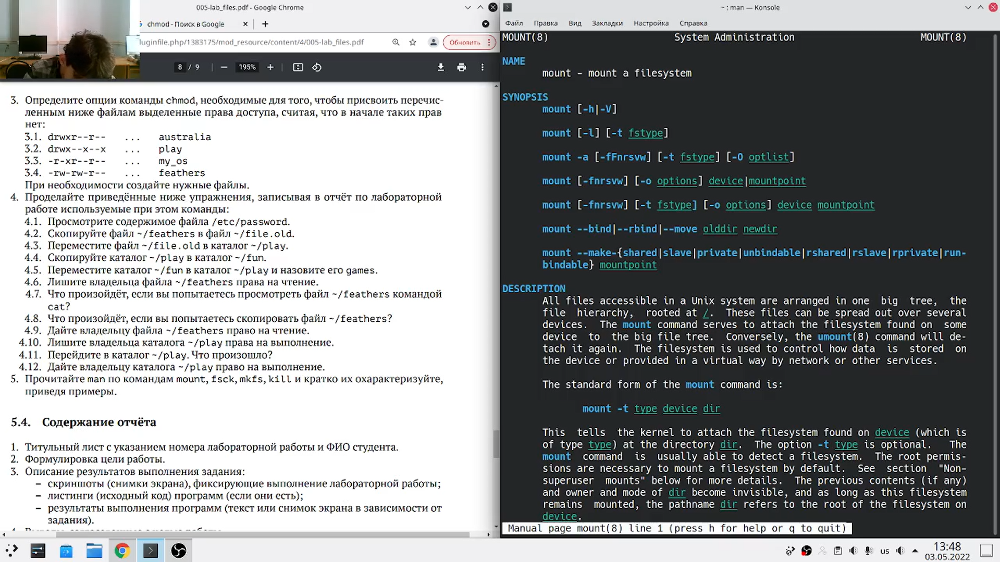 005-lab_files.pdf - Google Chrome
chmod - Поиск в Google
luginfile.php/1383175/mod_resource/content/4/005-lab_files.pdf
Обновить
8 / 9
195%
3. Определите опции команды chmod, необходимые для того, чтобы присвоить перечис-
ленным ниже файлам выделенные права доступа, считая, что в начале таких прав
нет:
3.1. drwxr--r-- ... australia
3.2. drwx--x--x ... play
3.3. -r-xr--r-- ... my_os
3.4. -rw-rw-r-- ... feathers
При необходимости создайте нужные файлы.
4. Проделайте приведённые ниже упражнения, записывая в отчёт по лабораторной
работе используемые при этом команды:
4.1. Просмотрите содержимое файла /etc/password.
4.2. Скопируйте файл ~/feathers в файл ~/file.old.
4.3. Переместите файл ~/file.old в каталог ~/play.
4.4. Скопируйте каталог ~/play в каталог ~/fun.
4.5. Переместите каталог ~/fun в каталог ~/play и назовите его games.
4.6. Лишите владельца файла ~/feathers права на чтение.
4.7. Что произойдёт, если вы попытаетесь просмотреть файл ~/feathers командой
cat?
4.8. Что произойдёт, если вы попытаетесь скопировать файл ~/feathers?
4.9. Дайте владельцу файла ~/feathers право на чтение.
4.10. Лишите владельца каталога ~/play права на выполнение.
4.11. Перейдите в каталог ~/play. Что произошло?
4.12. Дайте владельцу каталога ~/play право на выполнение.
5. Прочитайте man по командам mount, fsck, mkfs, kill и кратко их охарактеризуйте,
приведя примеры.
5.4. Содержание отчёта
1. Титульный лист с указанием номера лабораторной работы и ФИО студента.
2. Формулировка цели работы.
3. Описание результатов выполнения задания:
– скриншоты (снимки экрана), фиксирующие выполнение лабораторной работы;
– листинги (исходный код) программ (если они есть);
– результаты выполнения программ (текст или снимок экрана в зависимости от
задания).
~ : man — Konsole
Файл Правка Вид Закладки Настройка Справка
MOUNT(8) System Administration MOUNT(8)
NAME
mount - mount a filesystem
SYNOPSIS
mount [-h|-V]
mount [-l] [-t fstype]
mount -a [-fFnrsvw] [-t fstype] [-O optlist]
mount [-fnrsvw] [-o options] device|mountpoint
mount [-fnrsvw] [-t fstype] [-o options] device mountpoint
mount --bind|--rbind|--move olddir newdir
mount --make-{shared|slave|private|unbindable|rshared|rslave|rprivate|run-
bindable} mountpoint
DESCRIPTION
All files accessible in a Unix system are arranged in one big tree, the
file hierarchy, rooted at /. These files can be spread out over several
devices. The mount command serves to attach the filesystem found on some
device to the big file tree. Conversely, the umount(8) command will de-
tach it again. The filesystem is used to control how data is stored on
the device or provided in a virtual way by network or other services.
The standard form of the mount command is:
mount -t type device dir
This tells the kernel to attach the filesystem found on device (which is
of type type) at the directory dir. The option -t type is optional. The
mount command is usually able to detect a filesystem. The root permis-
sions are necessary to mount a filesystem by default. See section "Non-
superuser mounts" below for more details. The previous contents (if any)
and owner and mode of dir become invisible, and as long as this filesystem
remains mounted, the pathname dir refers to the root of the filesystem on
device.
Manual page mount(8) line 1 (press h for help or q to quit)
us
13:48
03.05.2022